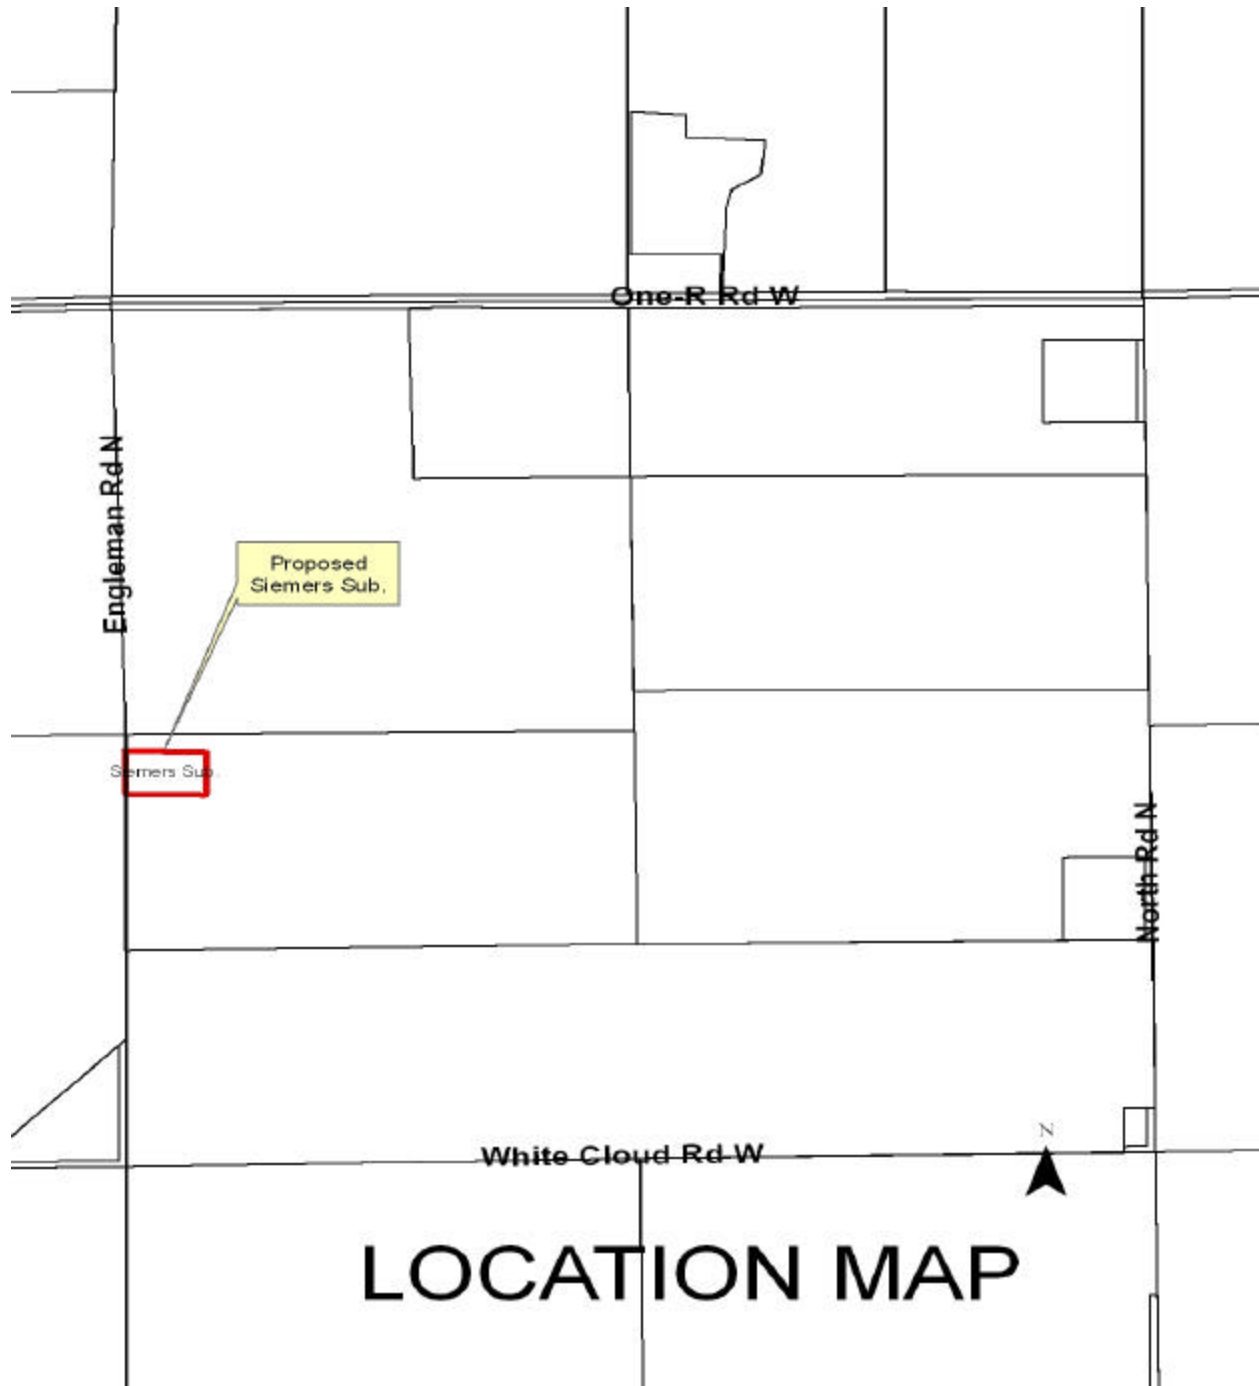 One-R Rd W
Engleman Rd N
Proposed
Siemers Sub.
Siemers Sub.
North Rd N
White Cloud Rd W
N
LOCATION MAP